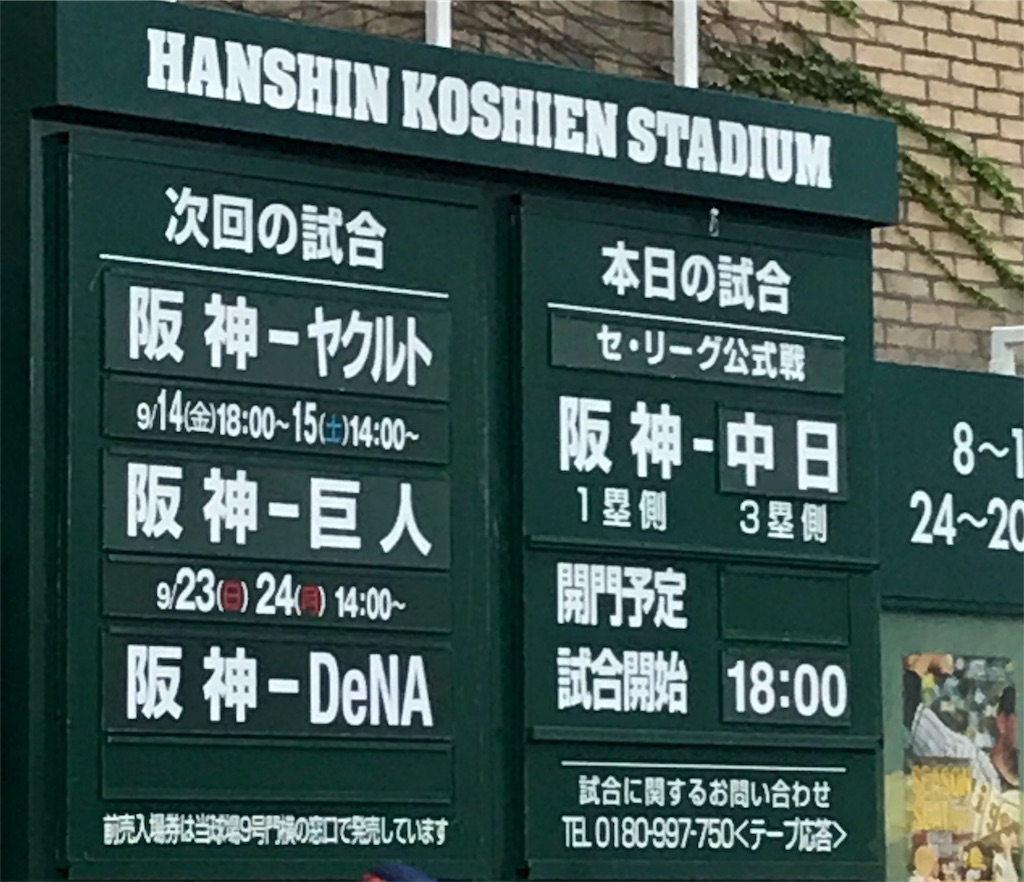 HANSHIN KOSHIEN STADIUM
次回の試合
阪神-ヤクルト
9/14(金)18:00~15(土)14:00~
阪神-巨人
9/23(日) 24(月) 14:00~
阪神-DeNA
前売入場券は当球場9号門横の窓口で発売しています
本日の試合
セ・リーグ公式戦
阪神-中日
1塁側 3塁側
開門予定
試合開始 18:00
試合に関するお問い合わせ
TEL 0180-997-750<テープ応答>
8~1
24~20